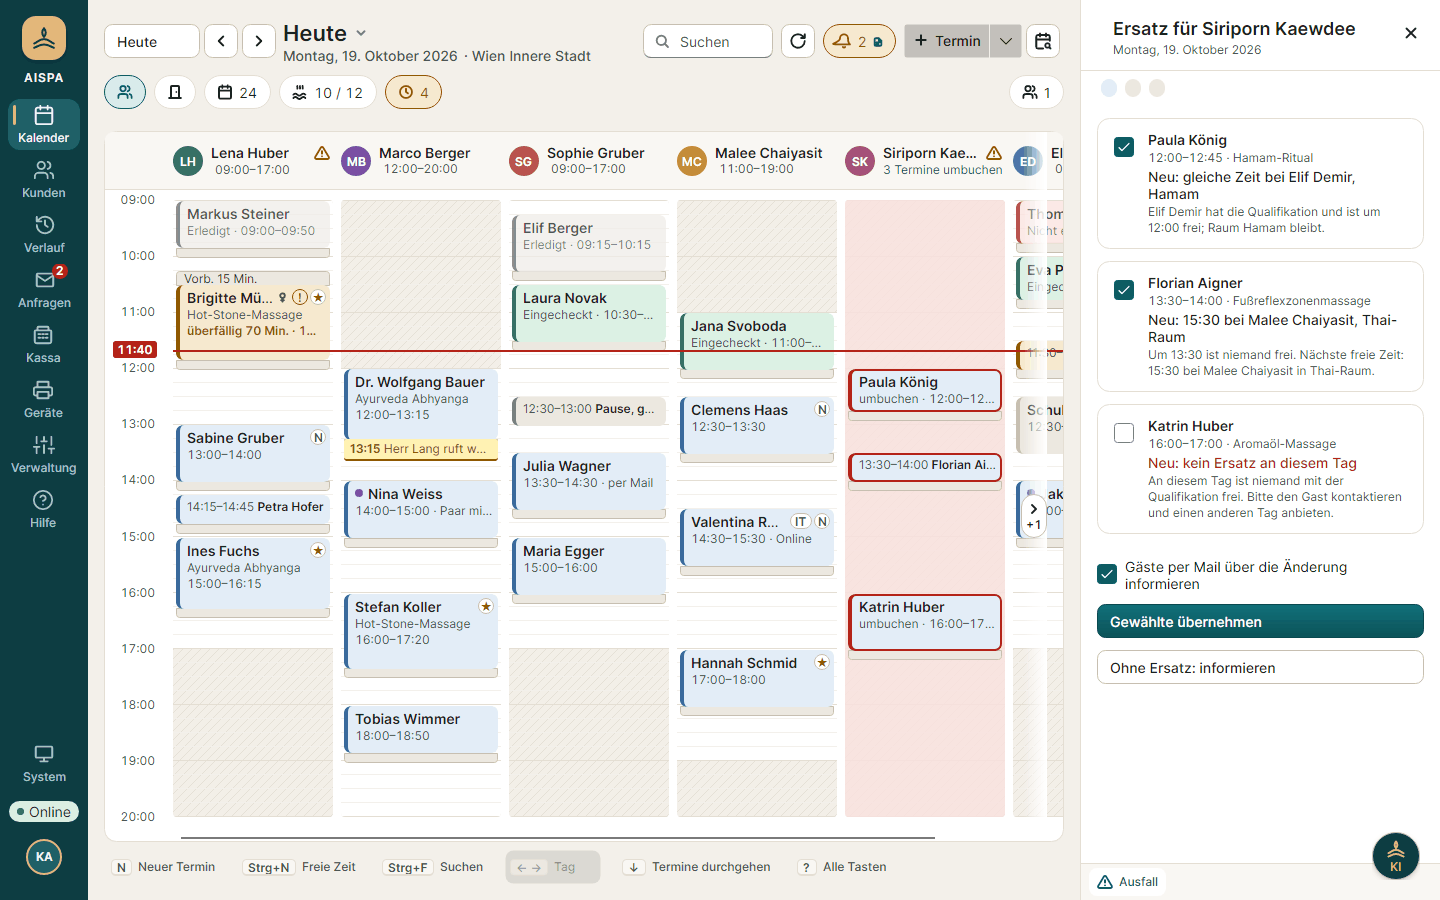 AISPA
Kalender
Kunden
Verlauf
2
Anfragen
Kassa
Geräte
Verwaltung
Hilfe
System
Online
KA
Heute
Heute
Montag, 19. Oktober 2026 · Wien Innere Stadt
Suchen
2
+ Termin
24
10 / 12
4
1
LH
Lena Huber
09:00–17:00
MB
Marco Berger
12:00–20:00
SG
Sophie Gruber
09:00–17:00
MC
Malee Chaiyasit
11:00–19:00
SK
Siriporn Kae...
3 Termine umbuchen
ED
09:00
10:00
11:00
11:40
12:00
13:00
14:00
15:00
16:00
17:00
18:00
19:00
20:00
Markus Steiner
Erledigt · 09:00–09:50
Vorb. 15 Min.
Brigitte Mü...
Hot-Stone-Massage
überfällig 70 Min. · 1...
Sabine Gruber
N
13:00–14:00
14:15–14:45 Petra Hofer
Ines Fuchs
Ayurveda Abhyanga
15:00–16:15
Dr. Wolfgang Bauer
Ayurveda Abhyanga
12:00–13:15
13:15 Herr Lang ruft w...
Nina Weiss
14:00–15:00 · Paar mi...
Stefan Koller
Hot-Stone-Massage
16:00–17:20
Tobias Wimmer
18:00–18:50
Elif Berger
Erledigt · 09:15–10:15
Laura Novak
Eingecheckt · 10:30–...
12:30–13:00 Pause, g...
Julia Wagner
13:30–14:30 · per Mail
Maria Egger
15:00–16:00
Jana Svoboda
Eingecheckt · 11:00–...
Clemens Haas
N
12:30–13:30
Valentina R...
IT
N
14:30–15:30 · Online
Hannah Schmid
17:00–18:00
Paula König
umbuchen · 12:00–12...
13:30–14:00 Florian Ai...
Katrin Huber
umbuchen · 16:00–17...
Thom
Eva P
+1
N
Neuer Termin
Strg+N
Freie Zeit
Strg+F
Suchen
← →
Tag
↓
Termine durchgehen
?
Alle Tasten
Ersatz für Siriporn Kaewdee
Montag, 19. Oktober 2026
Paula König
12:00–12:45 · Hamam-Ritual
Neu: gleiche Zeit bei Elif Demir,
Hamam
Elif Demir hat die Qualifikation und ist um
12:00 frei; Raum Hamam bleibt.
Florian Aigner
13:30–14:00 · Fußreflexzonenmassage
Neu: 15:30 bei Malee Chaiyasit, Thai-
Raum
Um 13:30 ist niemand frei. Nächste freie Zeit:
15:30 bei Malee Chaiyasit in Thai-Raum.
Katrin Huber
16:00–17:00 · Aromaöl-Massage
Neu: kein Ersatz an diesem Tag
An diesem Tag ist niemand mit der
Qualifikation frei. Bitte den Gast kontaktieren
und einen anderen Tag anbieten.
Gäste per Mail über die Änderung
informieren
Gewählte übernehmen
Ohne Ersatz: informieren
KI
Ausfall